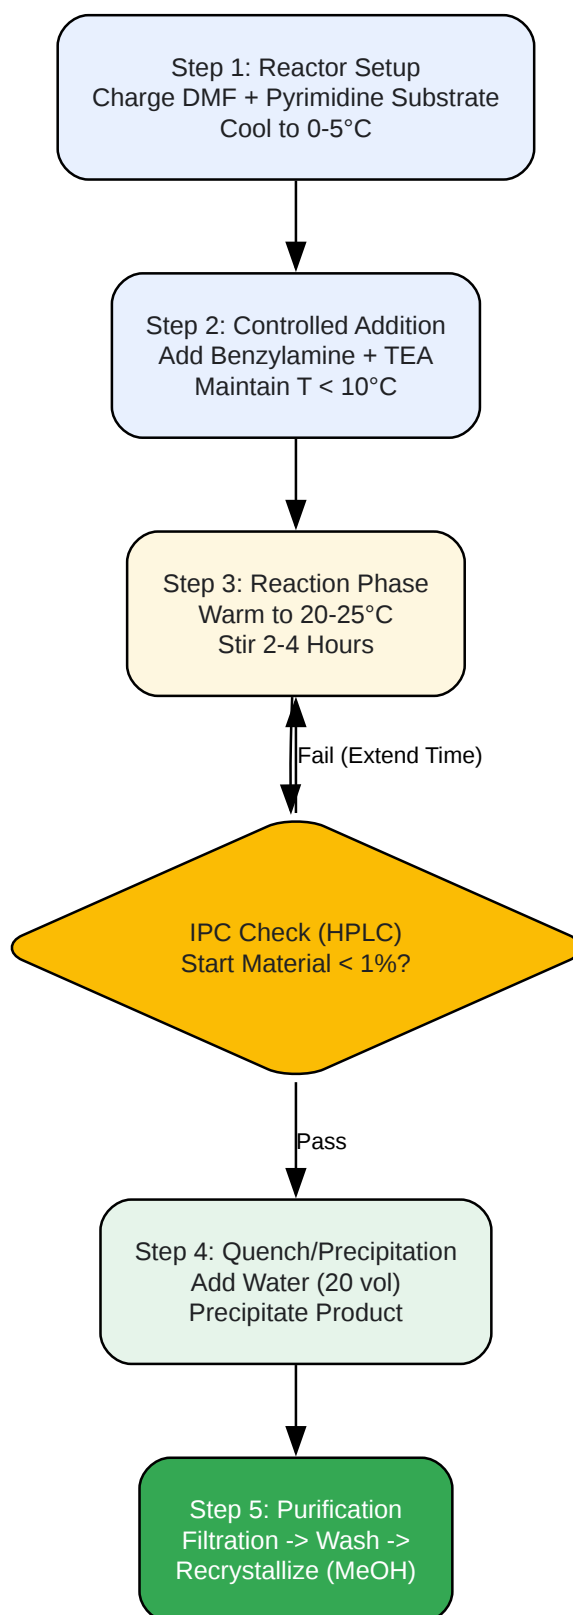 Step 1: Reactor Setup
Charge DMF + Pyrimidine Substrate
Cool to 0-5°C
Step 2: Controlled Addition
Add Benzylamine + TEA
Maintain T < 10°C
Step 3: Reaction Phase
Warm to 20-25°C
Stir 2-4 Hours
Fail (Extend Time)
IPC Check (HPLC)
Start Material < 1%?
Pass
Step 4: Quench/Precipitation
Add Water (20 vol)
Precipitate Product
Step 5: Purification
Filtration -> Wash ->
Recrystallize (MeOH)